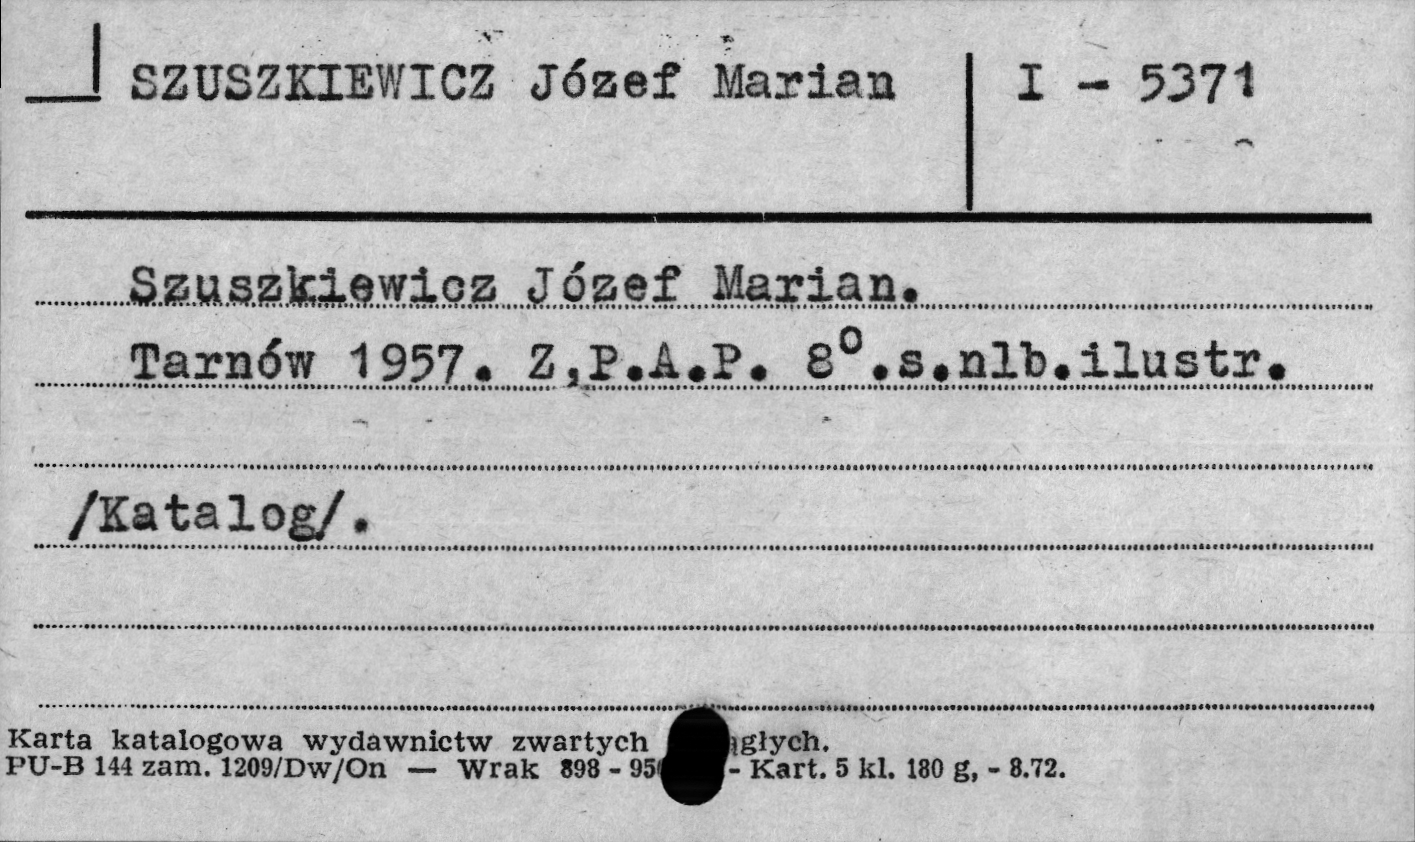 SZUSZKIEWICZ Józef Marian
I - 5371
Szuszkiewicz Józef Marian.
Tarnów 1957. Z,P.A.P. 8⁰.s.nlb.ilustr.
/Katalog/.
Karta katalogowa wydawnictw zwartych
PU-B 144 zam. 1209/Dw/On — Wrak 898 - - Kart. 5 kl. 180 g, - 8.72.